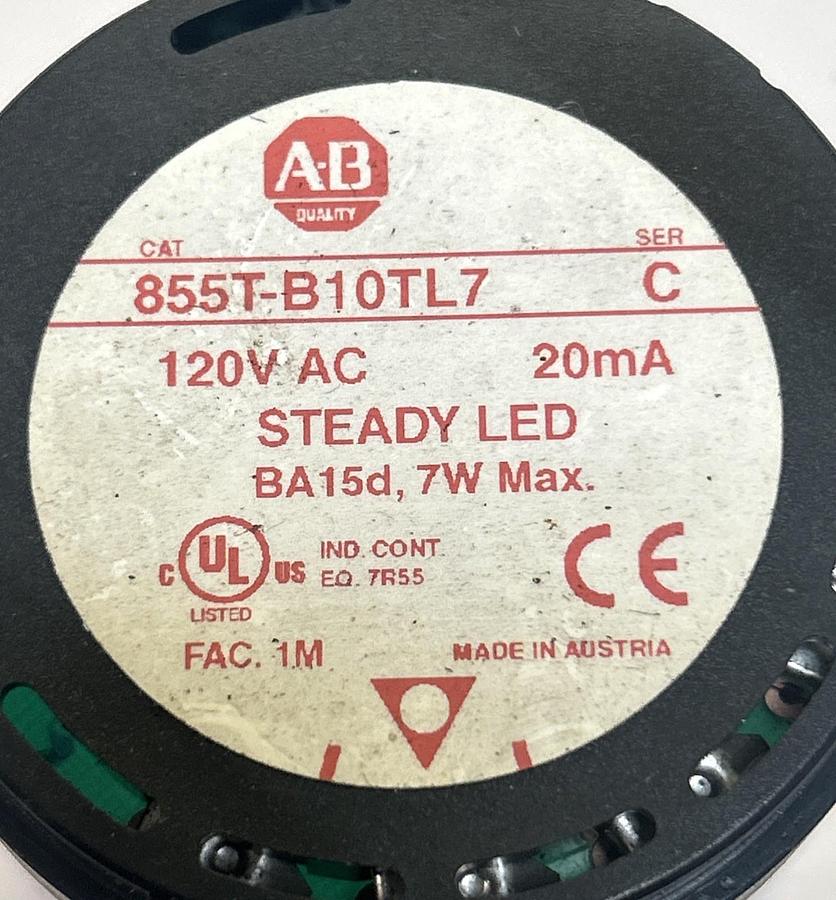 A-B
QUALITY
CAT SER
855T-B10TL7 C
120V AC 20mA
STEADY LED
BA15d, 7W Max.
C UL US IND. CONT.
EQ. 7R55
CE
LISTED
FAC. 1M MADE IN AUSTRIA